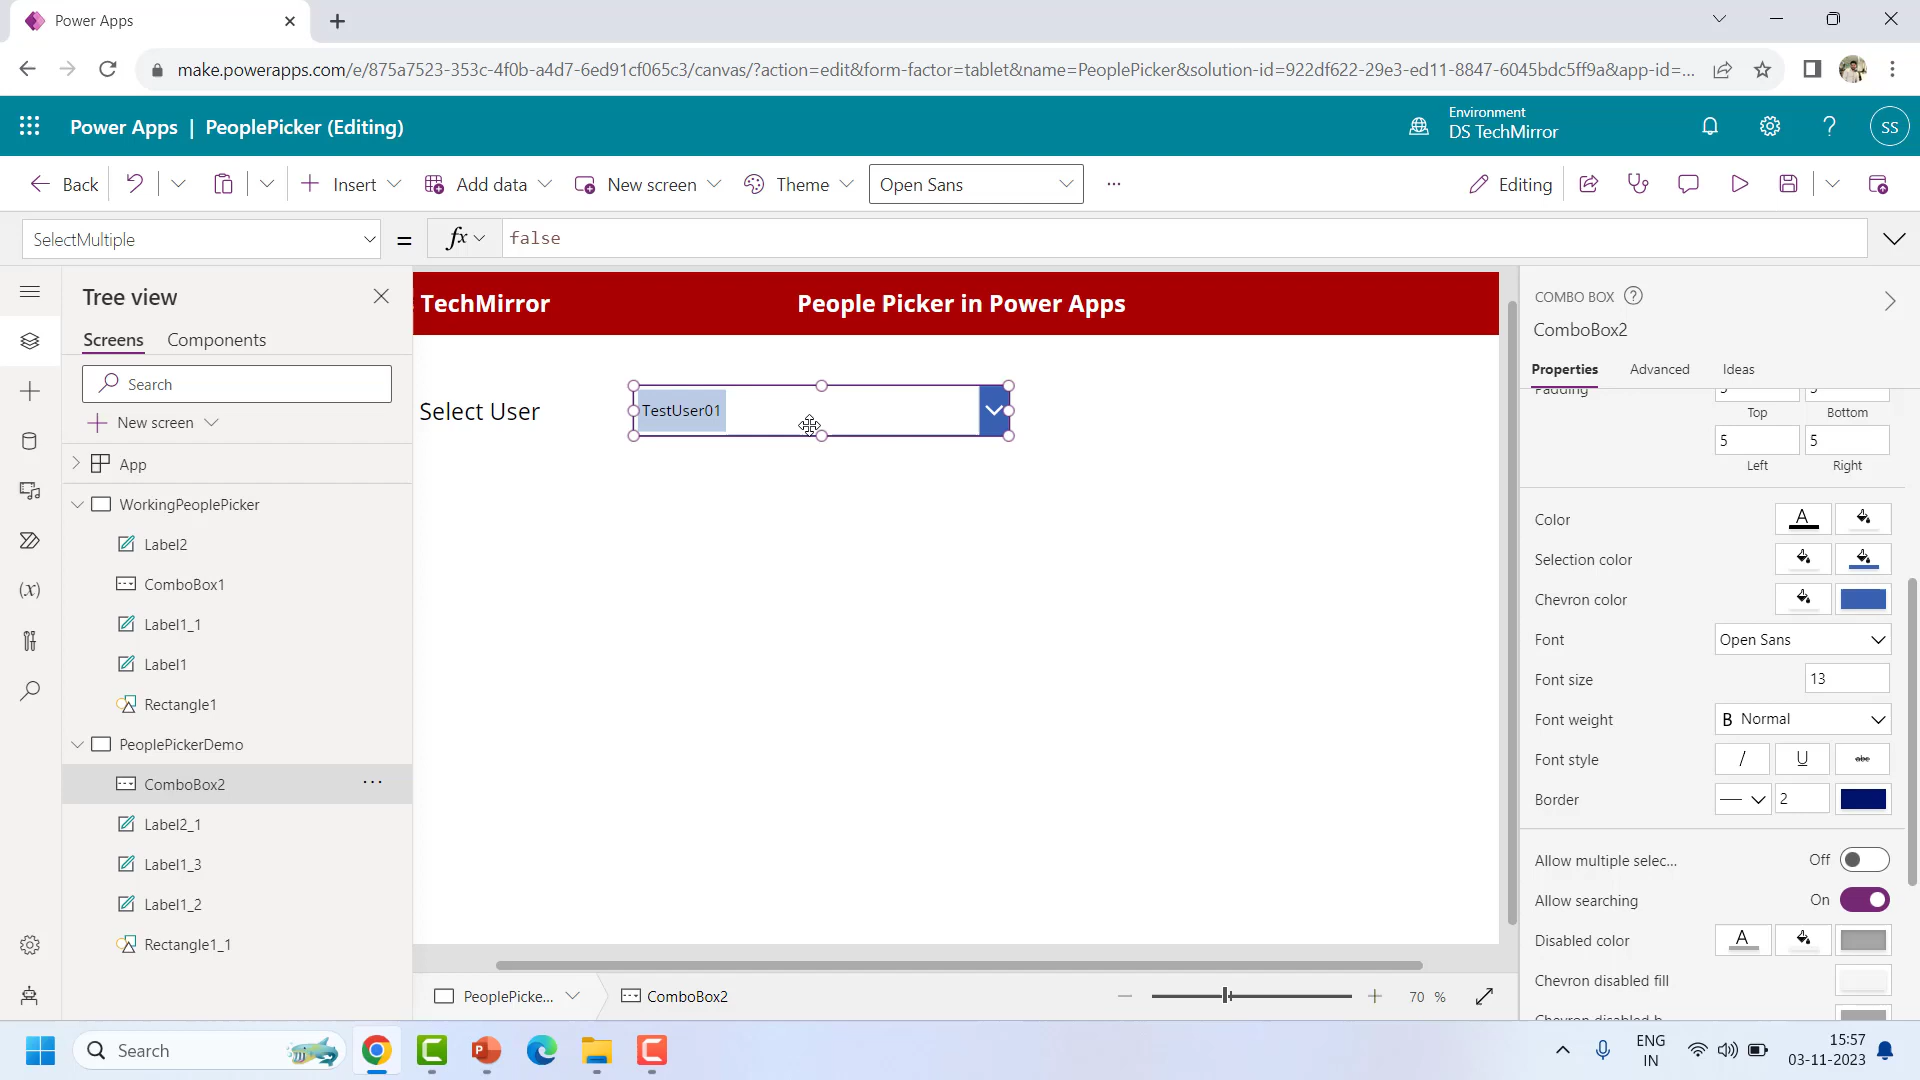 Power Apps
make.powerapps.com/e/875a7523-353c-4f0b-a4d7-6ed91cf065c3/canvas/?action=edit&form-factor=tablet&name=PeoplePicker&solution-id=922df622-29e3-ed11-8847-6045bdc5ff9a&app-id=...
Power Apps | PeoplePicker (Editing)
Environment
DS TechMirror
SS
Back
Insert
Add data
New screen
Theme
Open Sans
Editing
SelectMultiple
=
fx
false
Tree view
Screens
Components
Search
New screen
App
WorkingPeoplePicker
Label2
ComboBox1
Label1_1
Label1
Rectangle1
PeoplePickerDemo
ComboBox2
Label2_1
Label1_3
Label1_2
Rectangle1_1
TechMirror
People Picker in Power Apps
Select User
TestUser01
PeoplePicke...
ComboBox2
70 %
COMBO BOX
ComboBox2
Properties
Advanced
Ideas
Padding
Top
Bottom
5
5
Left
Right
Color
Selection color
Chevron color
Font
Open Sans
Font size
13
Font weight
B Normal
Font style
/
U
abc
Border
2
Allow multiple selec...
Off
Allow searching
On
Disabled color
Chevron disabled fill
Search
ENG
IN
15:57
03-11-2023